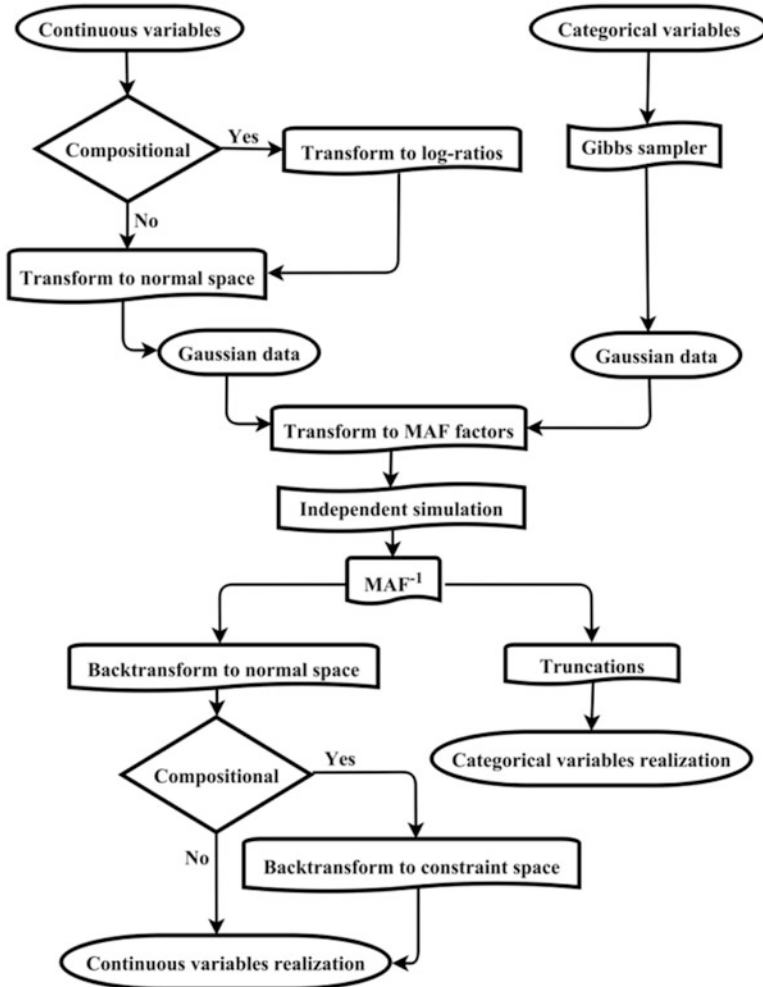 Continuous variables
Categorical variables
Compositional
Yes
Transform to log-ratios
Gibbs sampler
No
Transform to normal space
Gaussian data
Gaussian data
Transform to MAF factors
Independent simulation
MAF⁻¹
Backtransform to normal space
Truncations
Compositional
Yes
Categorical variables realization
No
Backtransform to constraint space
Continuous variables realization